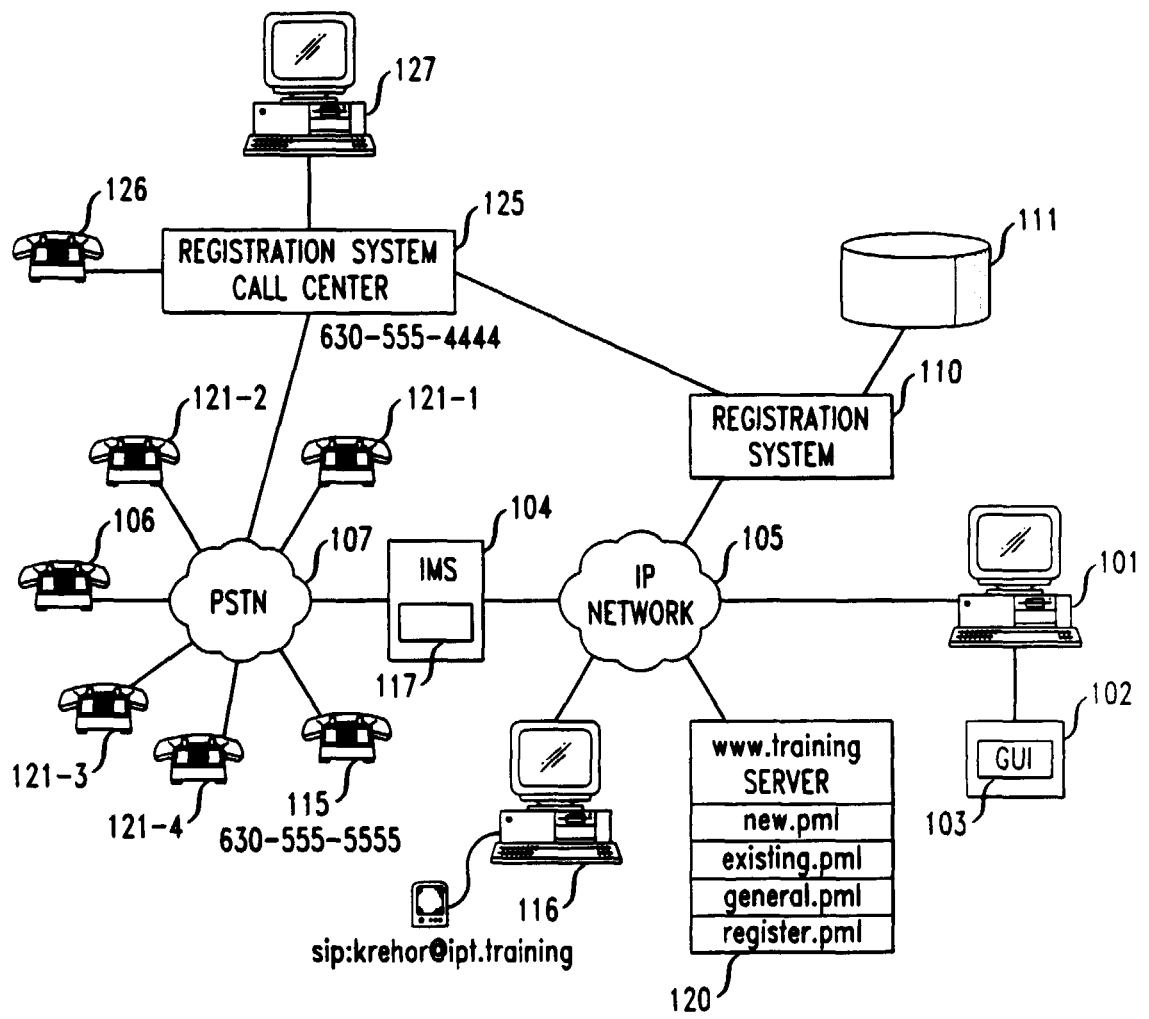 127
126
125
REGISTRATION SYSTEM
CALL CENTER
630-555-4444
111
110
REGISTRATION
SYSTEM
121-2
121-1
106
107
PSTN
104
IMS
117
105
IP
NETWORK
101
102
GUI
103
121-3
121-4
115
630-555-5555
116
sip:krehor@ipt.training
www.training
SERVER
new.pml
existing.pml
general.pml
register.pml
120